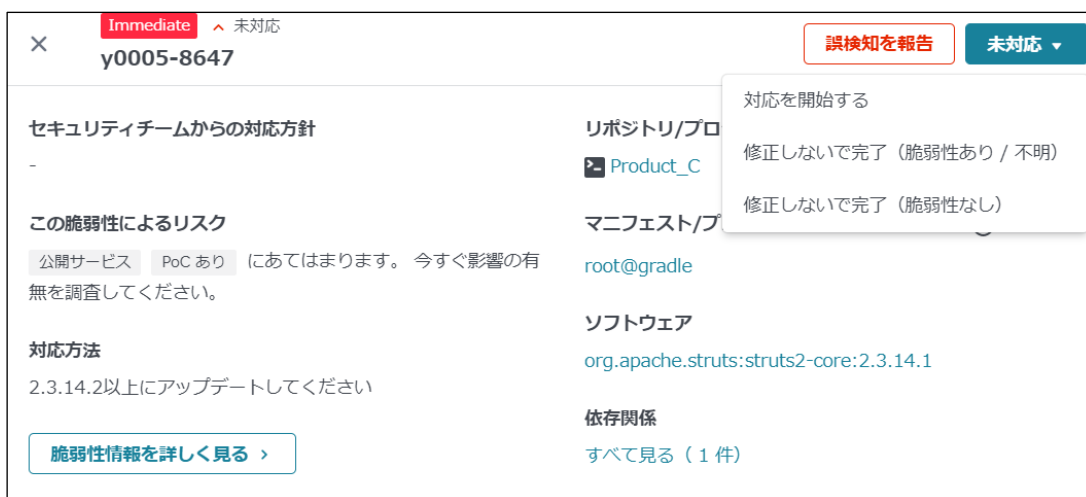 Immediate 未対応
y0005-8647
誤検知を報告
未対応
対応を開始する
修正しないで完了（脆弱性あり / 不明）
修正しないで完了（脆弱性なし）
セキュリティチームからの対応方針
-
この脆弱性によるリスク
公開サービス PoC あり にあてはまります。 今すぐ影響の有
無を調査してください。
対応方法
2.3.14.2以上にアップデートしてください
脆弱性情報を詳しく見る
リポジトリ/プロ
Product_C
マニフェスト/プ
root@gradle
ソフトウェア
org.apache.struts:struts2-core:2.3.14.1
依存関係
すべて見る（ 1 件）